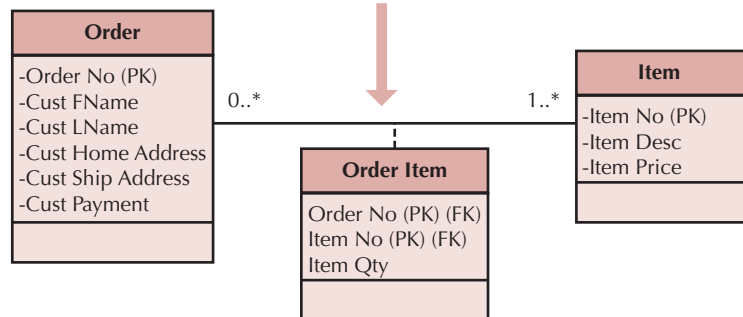 Order
-Order No (PK)
-Cust FName
-Cust LName
-Cust Home Address
-Cust Ship Address
-Cust Payment
0..*
1..*
Order Item
Order No (PK) (FK)
Item No (PK) (FK)
Item Qty
Item
-Item No (PK)
-Item Desc
-Item Price